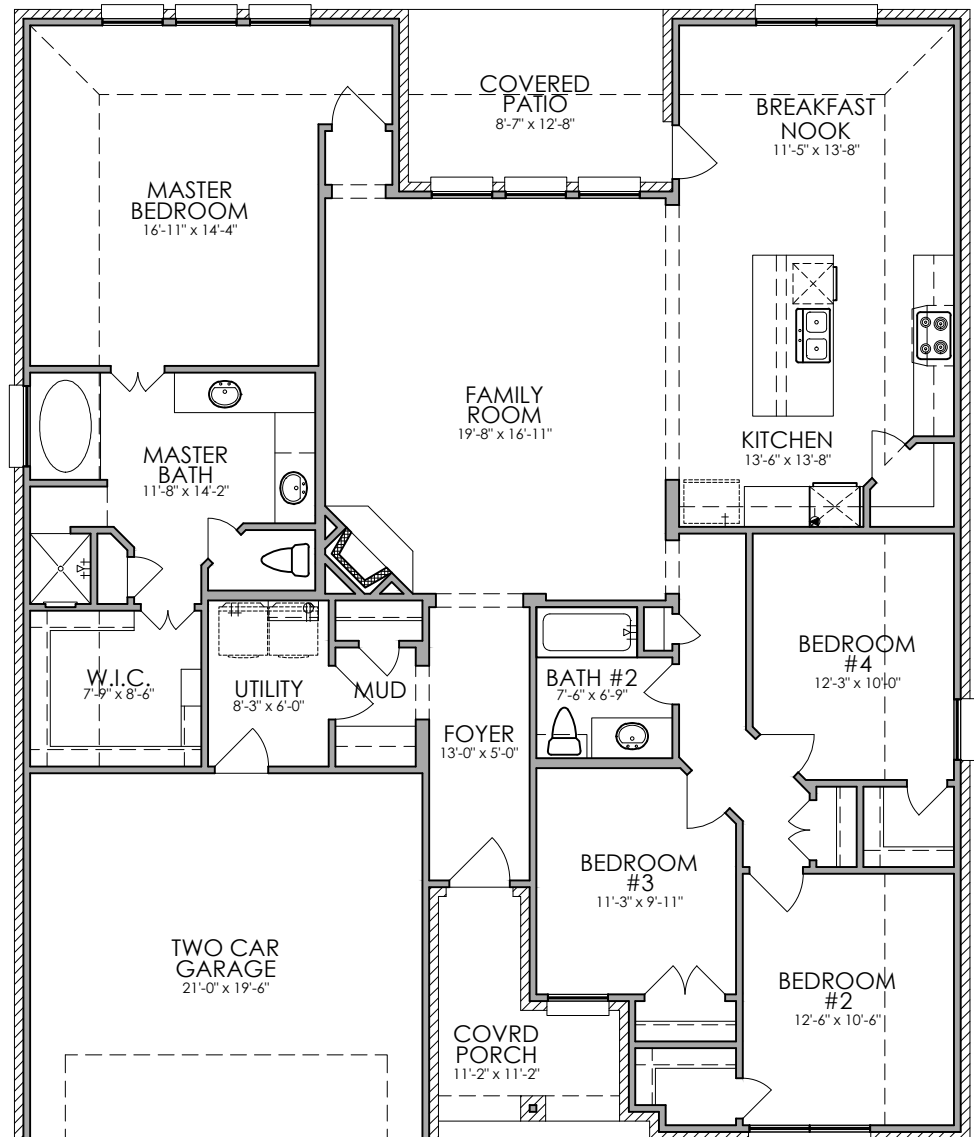 COVERED
PATIO
8'-7" x 12'-8"
BREAKFAST
NOOK
11'-5" x 13'-8"
MASTER
BEDROOM
16'-11" x 14'-4"
FAMILY
ROOM
19'-8" x 16'-11"
KITCHEN
13'-6" x 13'-8"
MASTER
BATH
11'-8" x 14'-2"
W.I.C.
7'-9" x 8'-6"
UTILITY
8'-3" x 6'-0"
MUD
FOYER
13'-0" x 5'-0"
BATH #2
7'-6" x 6'-9"
BEDROOM
#4
12'-3" x 10'-0"
BEDROOM
#3
11'-3" x 9'-11"
TWO CAR
GARAGE
21'-0" x 19'-6"
COVRD
PORCH
11'-2" x 11'-2"
BEDROOM
#2
12'-6" x 10'-6"